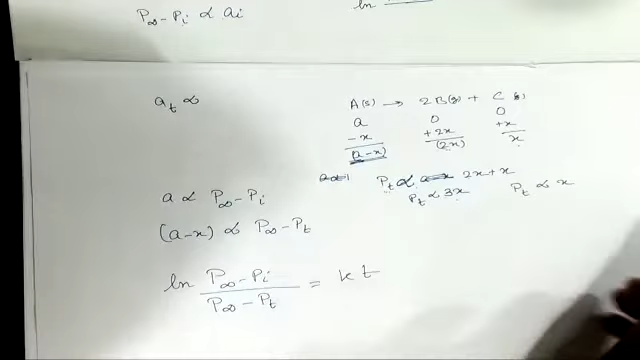 P∞ - Pi ∝ ai
ln
at ∝
A(s) → 2B(g) + C (g)
a 0 0
-x +2x +x
(a-x) (2x) x
Pt ∝ a-x 2x+x
Pt ∝ 3x Pt ∝ x
a ∝ P∞ - Pi
(a-x) ∝ P∞ - Pt
ln P∞ - Pi / P∞ - Pt = kt